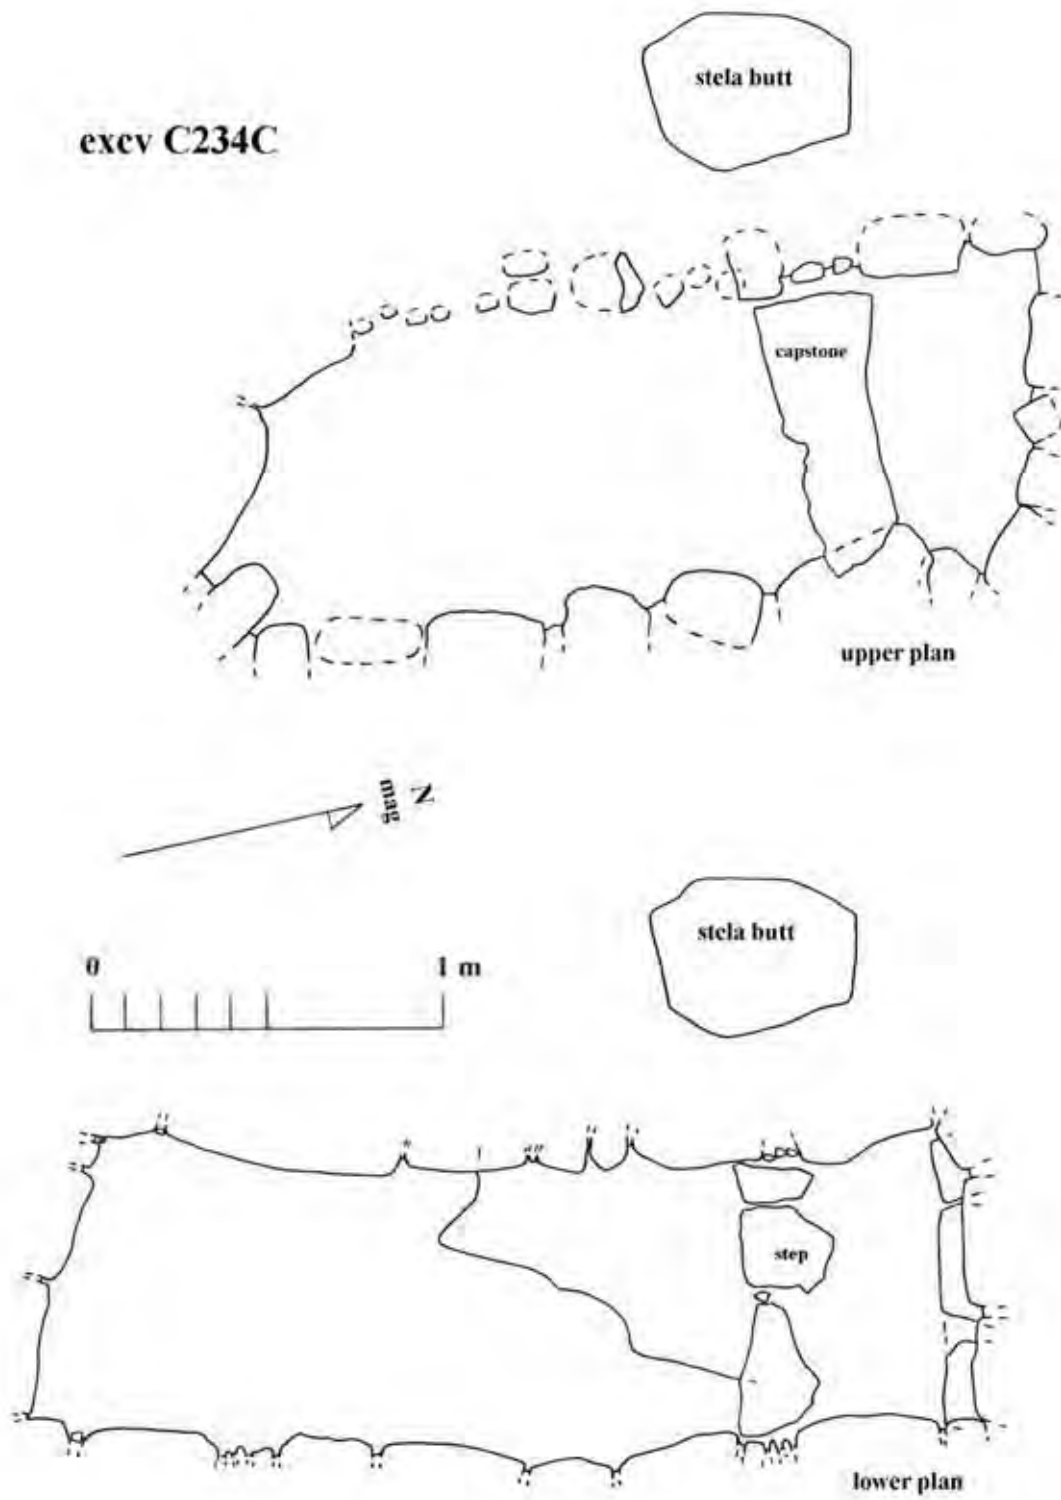 stela butt
excv C234C
capstone
upper plan
N
mag
stela butt
0 1 m
step
lower plan